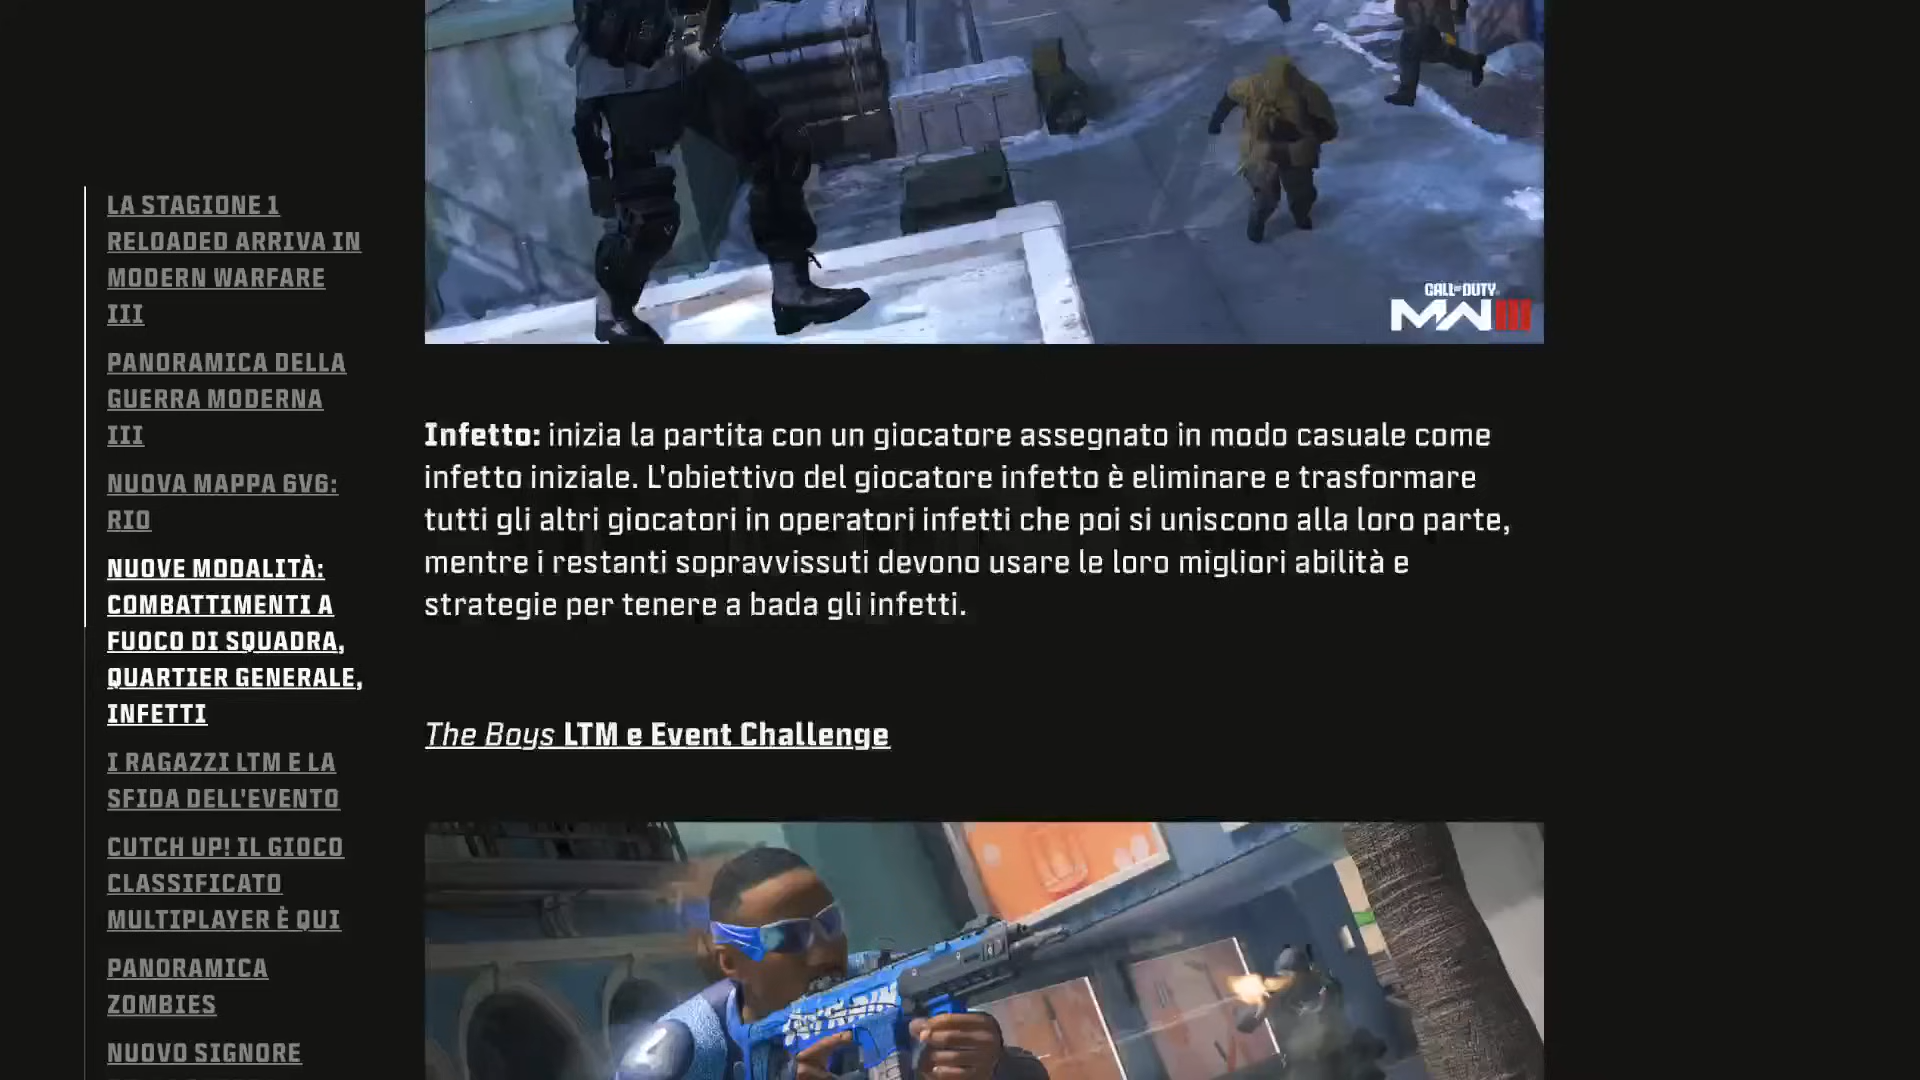 LA STAGIONE 1
RELOADED ARRIVA IN
MODERN WARFARE
III
PANORAMICA DELLA
GUERRA MODERNA
III
NUOVA MAPPA 6V6:
RIO
NUOVE MODALITÀ:
COMBATTIMENTI A
FUOCO DI SQUADRA,
QUARTIER GENERALE,
INFETTI
I RAGAZZI LTM E LA
SFIDA DELL'EVENTO
CUTCH UP! IL GIOCO
CLASSIFICATO
MULTIPLAYER È QUI
PANORAMICA
ZOMBIES
NUOVO SIGNORE
CALL OF DUTY
MWIII
Infetto: inizia la partita con un giocatore assegnato in modo casuale come
infetto iniziale. L'obiettivo del giocatore infetto è eliminare e trasformare
tutti gli altri giocatori in operatori infetti che poi si uniscono alla loro parte,
mentre i restanti sopravvissuti devono usare le loro migliori abilità e
strategie per tenere a bada gli infetti.
The Boys LTM e Event Challenge